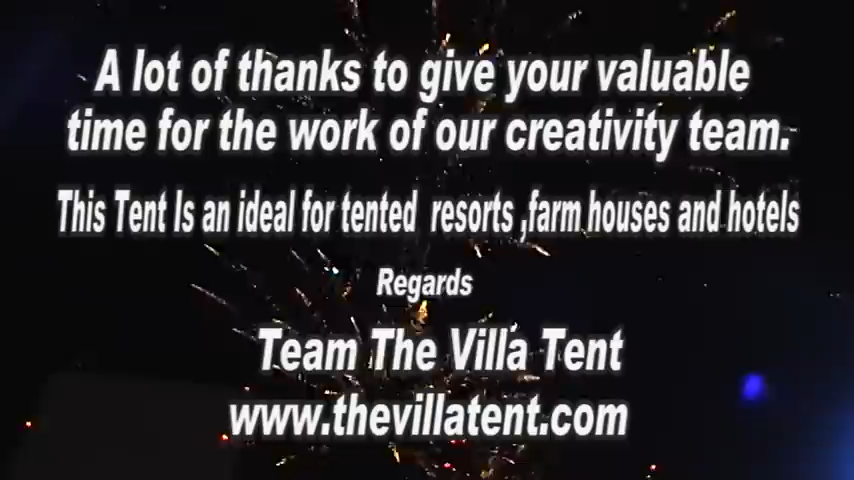 A lot of thanks to give your valuable
time for the work of our creativity team.
This Tent Is an ideal for tented resorts ,farm houses and hotels
Regards
Team The Villa Tent
www.thevillatent.com